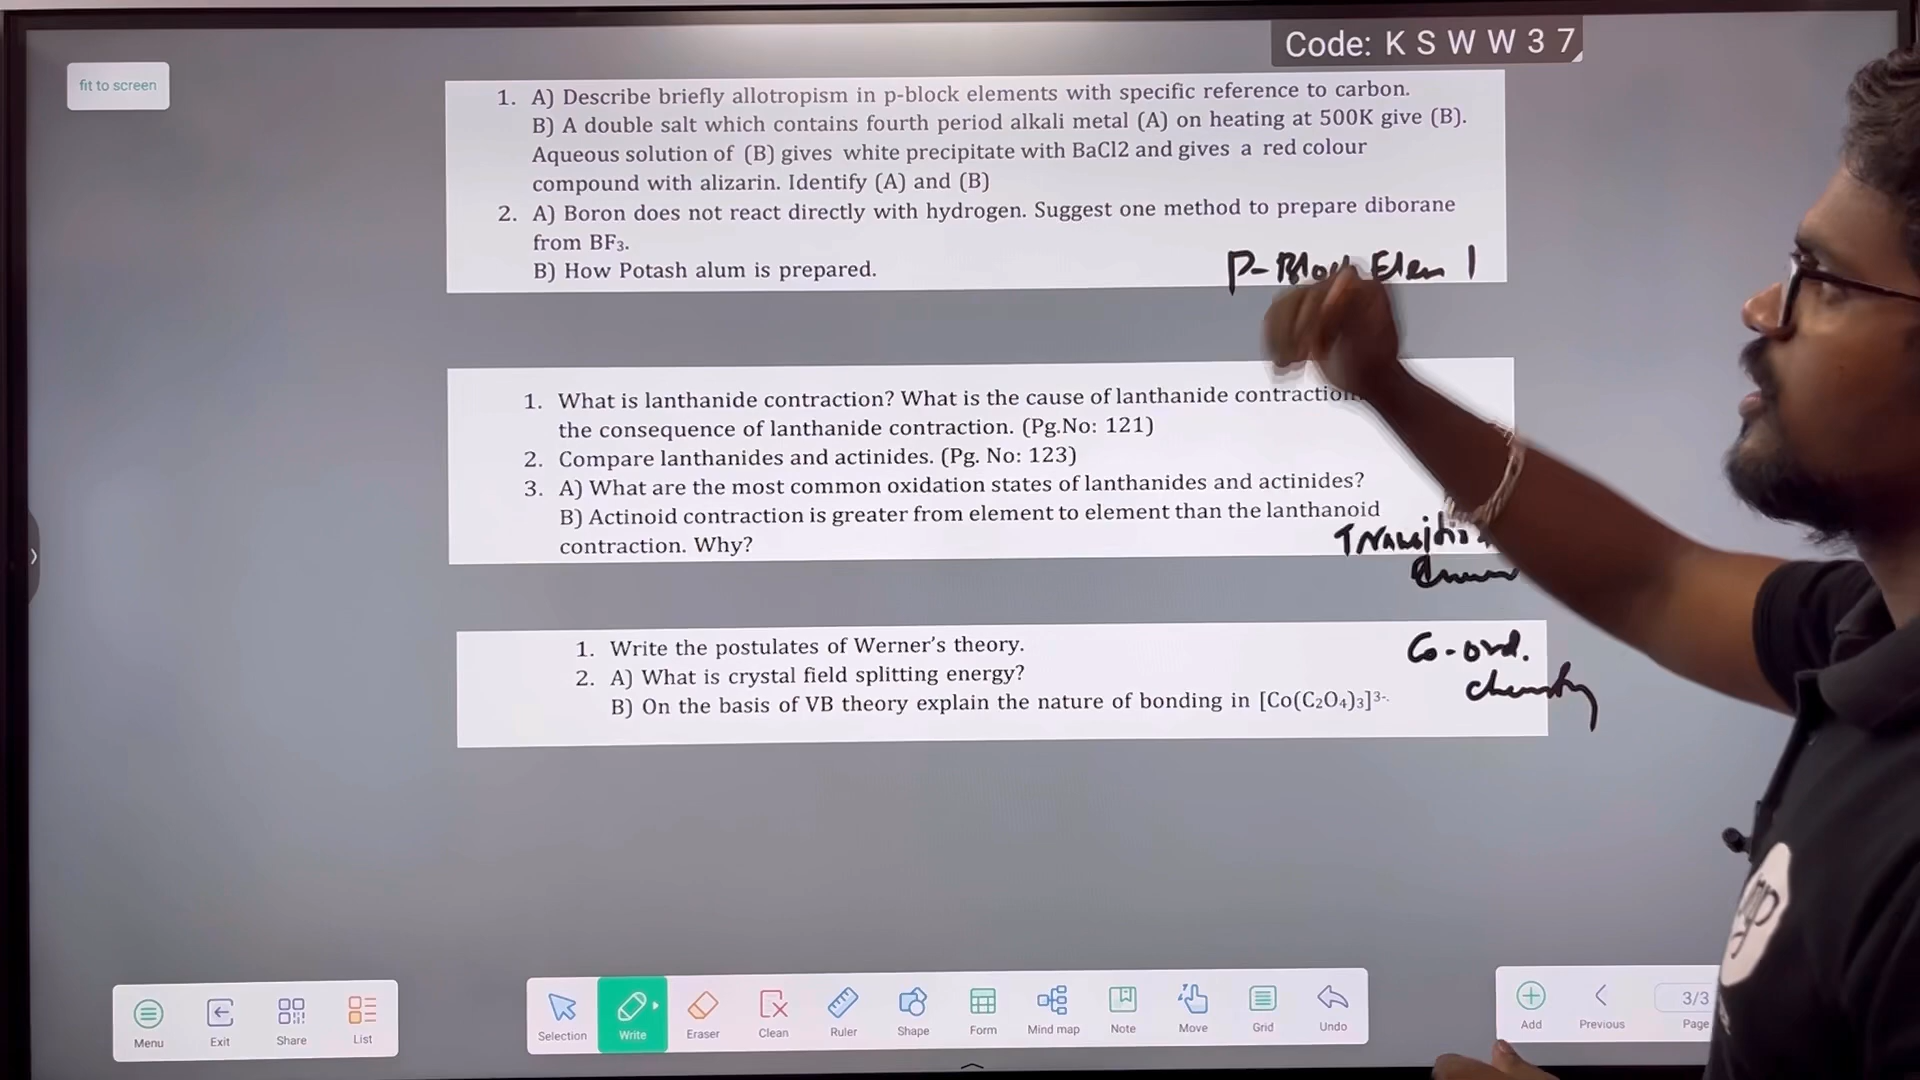 Code: K S W W 3 7
fit to screen
1. A) Describe briefly allotropism in p-block elements with specific reference to carbon.
B) A double salt which contains fourth period alkali metal (A) on heating at 500K give (B).
Aqueous solution of (B) gives white precipitate with BaCl2 and gives a red colour
compound with alizarin. Identify (A) and (B)
2. A) Boron does not react directly with hydrogen. Suggest one method to prepare diborane
from BF₃.
B) How Potash alum is prepared.
P-Block Elem 1
1. What is lanthanide contraction? What is the cause of lanthanide
the consequence of lanthanide contraction. (Pg.No: 121)
2. Compare lanthanides and actinides. (Pg. No: 123)
3. A) What are the most common oxidation states of lanthanides and actinides?
B) Actinoid contraction is greater from element to element than the lanthanoid
contraction. Why?
1. Write the postulates of Werner's theory.
2. A) What is crystal field splitting energy?
B) On the basis of VB theory explain the nature of bonding in [Co(C₂O₄)₃]³⁻.
Co-ord.
chemistry
Menu
Exit
Share
List
Selection
Write
Eraser
Clean
Ruler
Shape
Form
Mind map
Note
Move
Grid
Undo
Add
Previous
3/3
Page